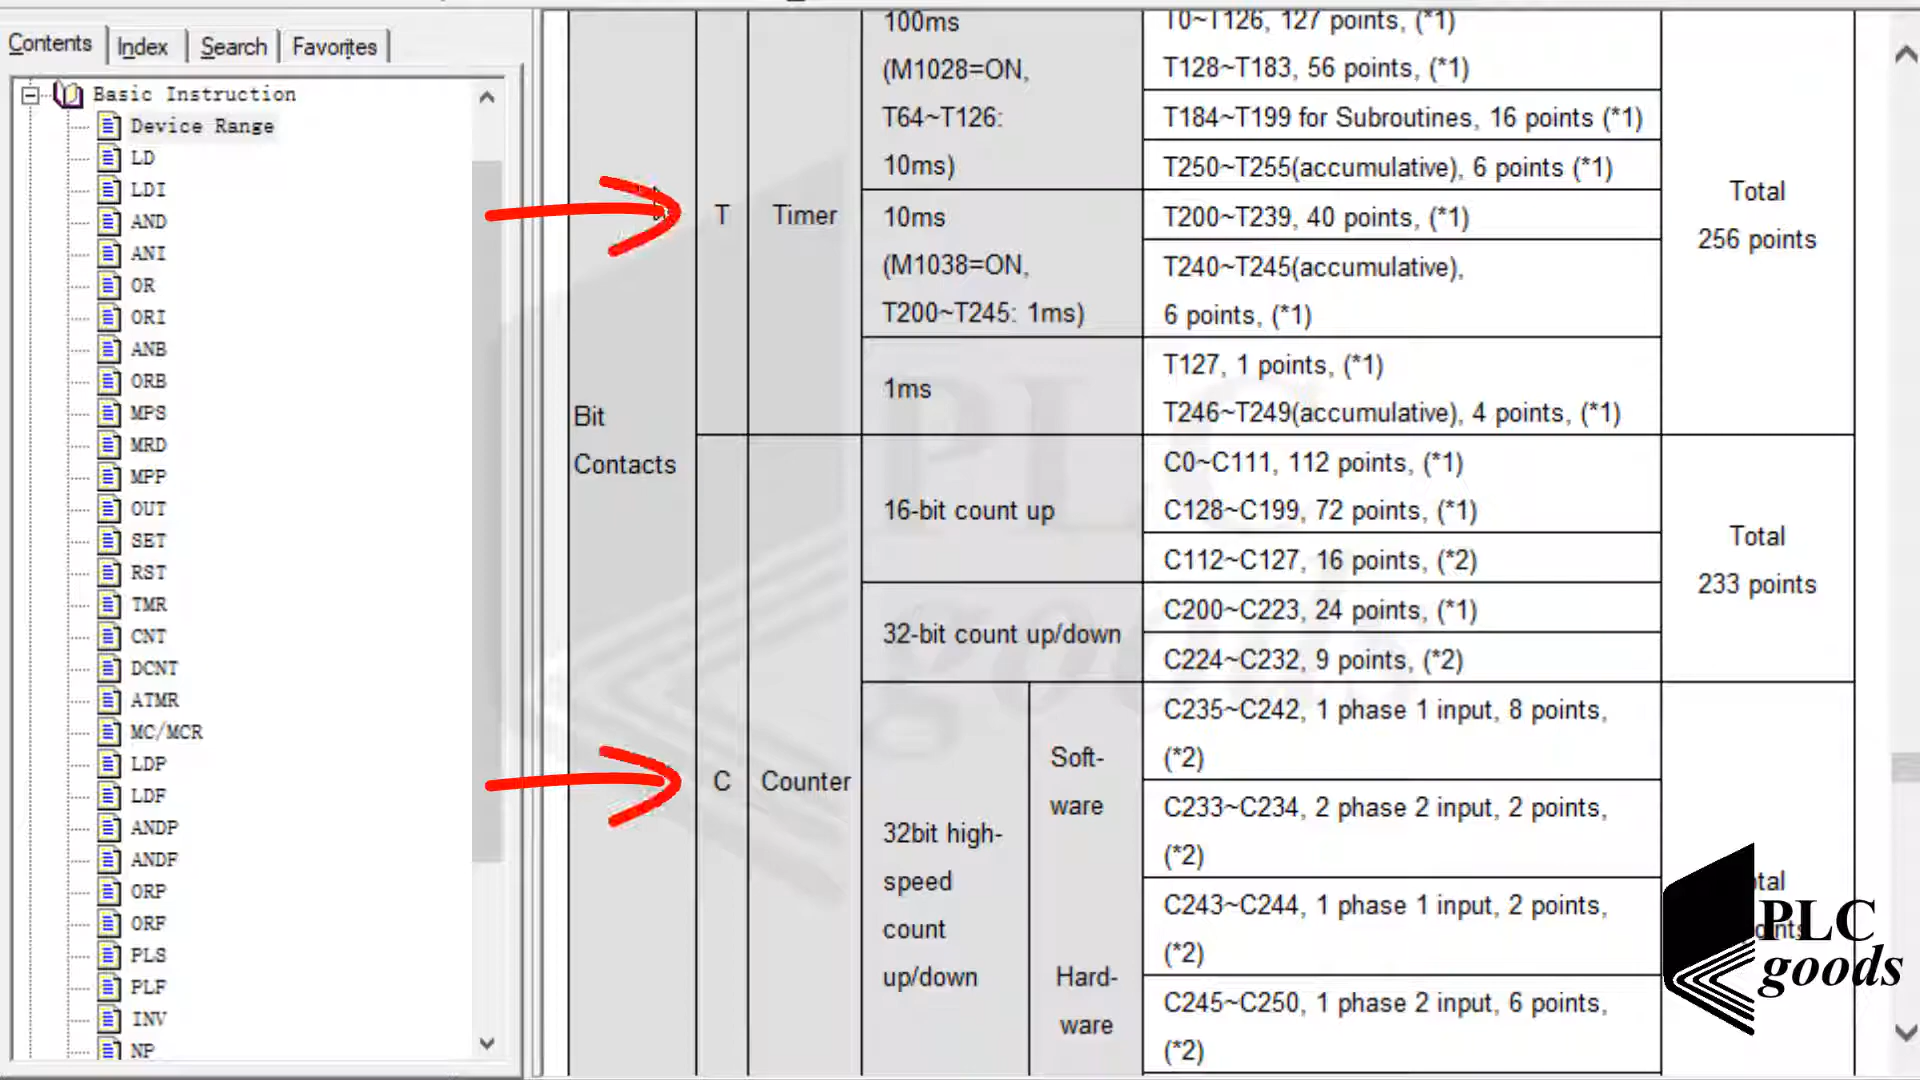 Contents
Index
Search
Favorites
Basic Instruction
Device Range
LD
LDI
AND
ANI
OR
ORI
ANB
ORB
MPS
MRD
MPP
OUT
SET
RST
TMR
CNT
DCNT
ATMR
MC/MCR
LDP
LDF
ANDP
ANDF
ORP
ORF
PLS
PLF
INV
NP
Bit
Contacts
T
Timer
100ms
(M1028=ON,
T64~T126:
10ms)
T0~T126, 127 points, (*1)
T128~T183, 56 points, (*1)
T184~T199 for Subroutines, 16 points (*1)
T250~T255(accumulative), 6 points (*1)
10ms
(M1038=ON,
T200~T245: 1ms)
T200~T239, 40 points, (*1)
T240~T245(accumulative),
6 points, (*1)
1ms
T127, 1 points, (*1)
T246~T249(accumulative), 4 points, (*1)
Total
256 points
C
Counter
16-bit count up
C0~C111, 112 points, (*1)
C128~C199, 72 points, (*1)
C112~C127, 16 points, (*2)
32-bit count up/down
C200~C223, 24 points, (*1)
C224~C232, 9 points, (*2)
Total
233 points
32bit high-
speed
count
up/down
Soft-
ware
C235~C242, 1 phase 1 input, 8 points,
(*2)
C233~C234, 2 phase 2 input, 2 points,
(*2)
Hard-
ware
C243~C244, 1 phase 1 input, 2 points,
(*2)
C245~C250, 1 phase 2 input, 6 points,
(*2)
PLC
goods
PLC
goods